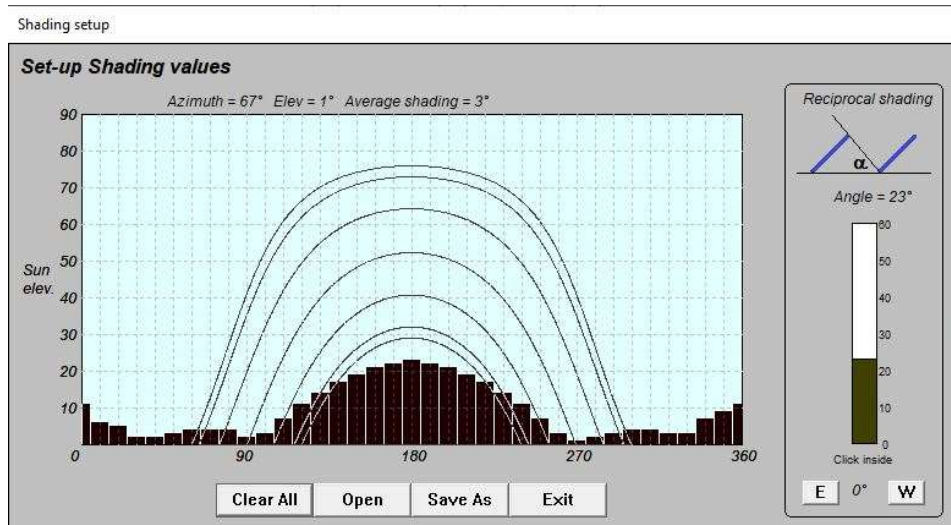 Shading setup
Set-up Shading values
Azimuth = 67° Elev = 1° Average shading = 3°
90
80
70
60
50
40
30
20
10
Sun
elev.
0 90 180 270 360
Clear All Open Save As Exit
Reciprocal shading
α
Angle = 23°
60
50
40
30
20
10
0
Click inside
E 0° W